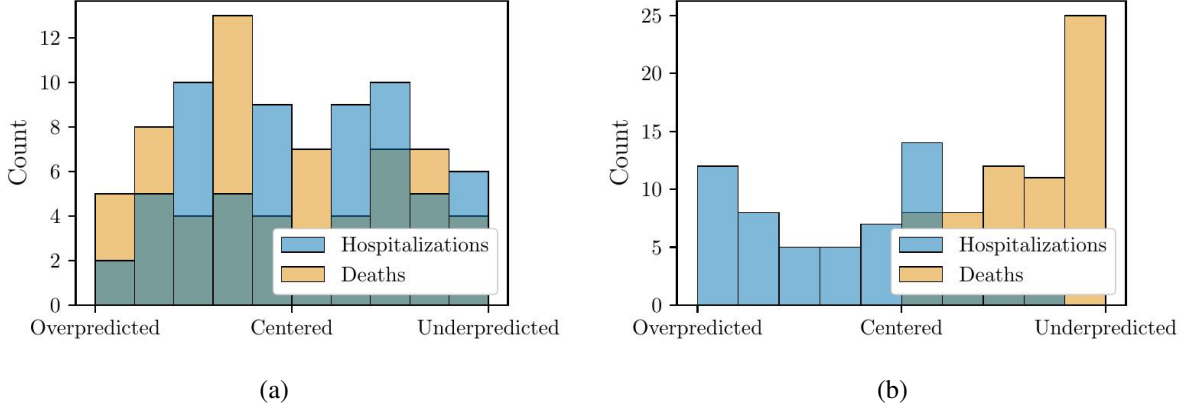 Count
12
10
8
6
4
2
0
Overpredicted
Centered
Underpredicted
Hospitalizations
Deaths
(a)
Count
25
20
15
10
5
0
Overpredicted
Centered
Underpredicted
Hospitalizations
Deaths
(b)